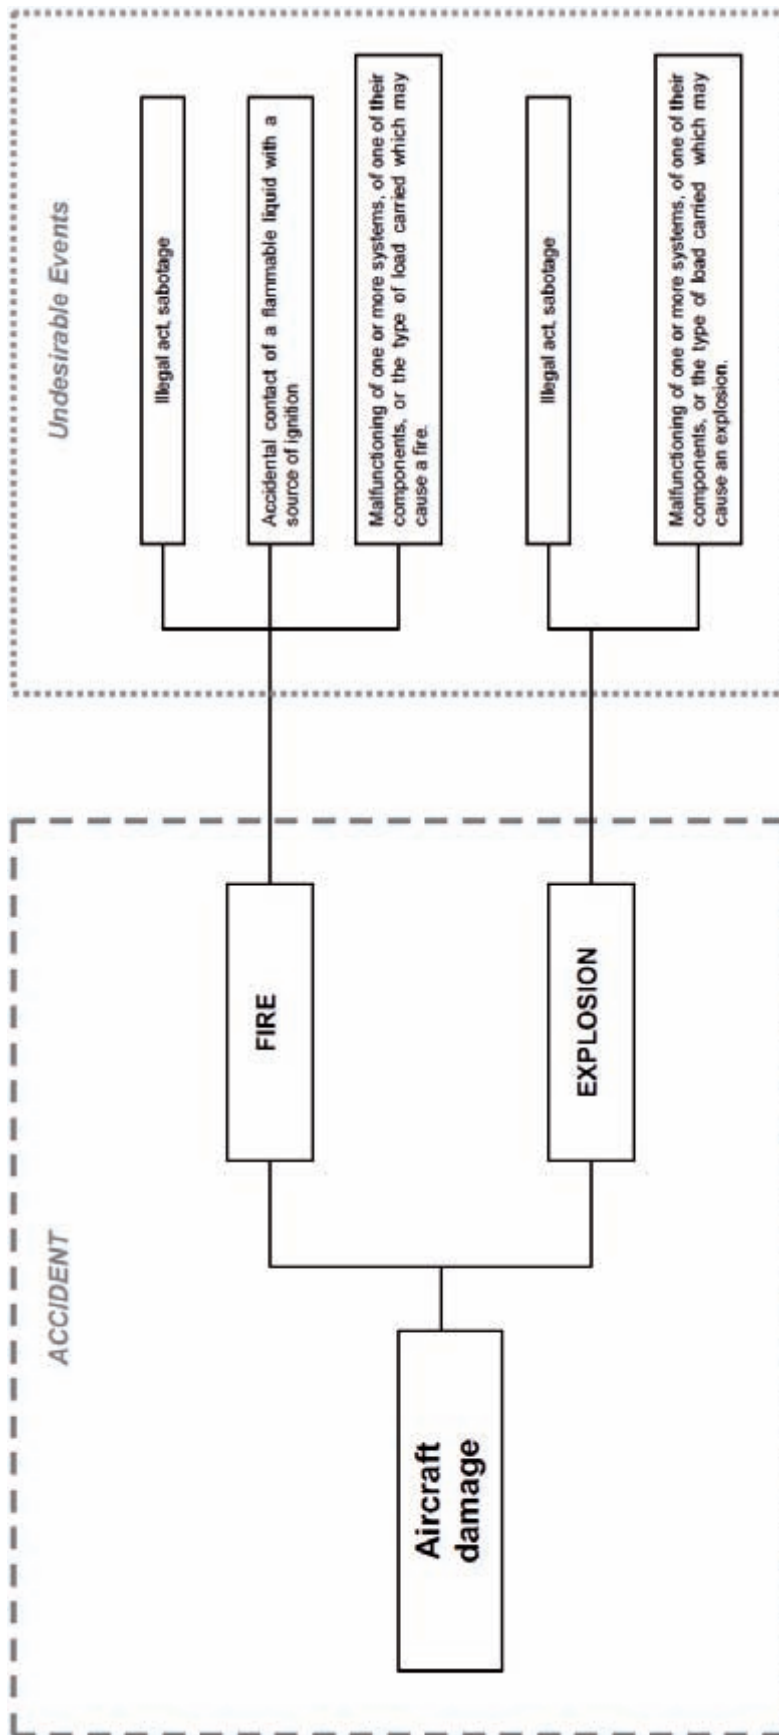 ACCIDENT
Undesirable Events
Aircraft
damage
FIRE
Illegal act, sabotage
Accidental contact of a flammable liquid with a
source of ignition
Malfunctioning of one or more systems, of one of their
components, or the type of load carried which may
cause a fire.
EXPLOSION
Illegal act, sabotage
Malfunctioning of one or more systems, of one of their
components, or the type of load carried which may
cause an explosion.